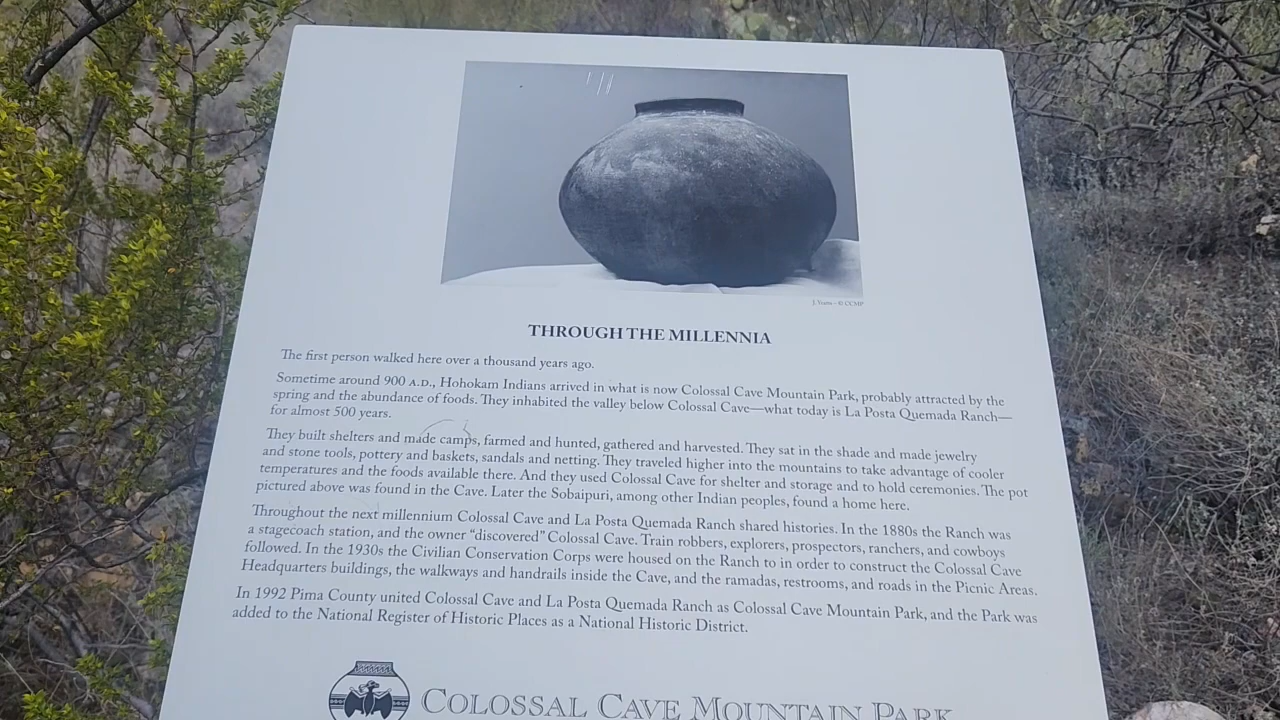 J. Yeatts - © CCMP
THROUGH THE MILLENNIA
The first person walked here over a thousand years ago.
Sometime around 900 A.D., Hohokam Indians arrived in what is now Colossal Cave Mountain Park, probably attracted by the
spring and the abundance of foods. They inhabited the valley below Colossal Cave—what today is La Posta Quemada Ranch—
for almost 500 years.
They built shelters and made camps, farmed and hunted, gathered and harvested. They sat in the shade and made jewelry
and stone tools, pottery and baskets, sandals and netting. They traveled higher into the mountains to take advantage of cooler
temperatures and the foods available there. And they used Colossal Cave for shelter and storage and to hold ceremonies. The pot
pictured above was found in the Cave. Later the Sobaipuri, among other Indian peoples, found a home here.
Throughout the next millennium Colossal Cave and La Posta Quemada Ranch shared histories. In the 1880s the Ranch was
a stagecoach station, and the owner “discovered” Colossal Cave. Train robbers, explorers, prospectors, ranchers, and cowboys
followed. In the 1930s the Civilian Conservation Corps were housed on the Ranch to in order to construct the Colossal Cave
Headquarters buildings, the walkways and handrails inside the Cave, and the ramadas, restrooms, and roads in the Picnic Areas.
In 1992 Pima County united Colossal Cave and La Posta Quemada Ranch as Colossal Cave Mountain Park, and the Park was
added to the National Register of Historic Places as a National Historic District.
COLOSSAL CAVE MOUNTAIN PARK